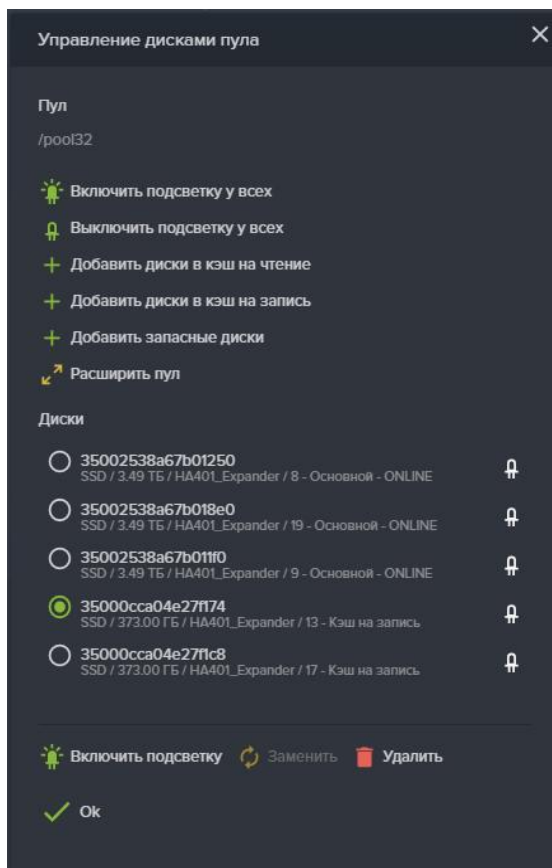 Управление дисками пула
Пул
/pool32
Включить подсветку у всех
Выключить подсветку у всех
Добавить диски в кэш на чтение
Добавить диски в кэш на запись
Добавить запасные диски
Расширить пул
Диски
35002538a67b01250
SSD / 3.49 ТБ / HA401_Expander / 8 - Основной - ONLINE
35002538a67b018e0
SSD / 3.49 ТБ / HA401_Expander / 19 - Основной - ONLINE
35002538a67b011f0
SSD / 3.49 ТБ / HA401_Expander / 9 - Основной - ONLINE
35000cca04e27f174
SSD / 373.00 ГБ / HA401_Expander / 13 - Кэш на запись
35000cca04e27f1c8
SSD / 373.00 ГБ / HA401_Expander / 17 - Кэш на запись
Включить подсветку Заменить Удалить
Ok